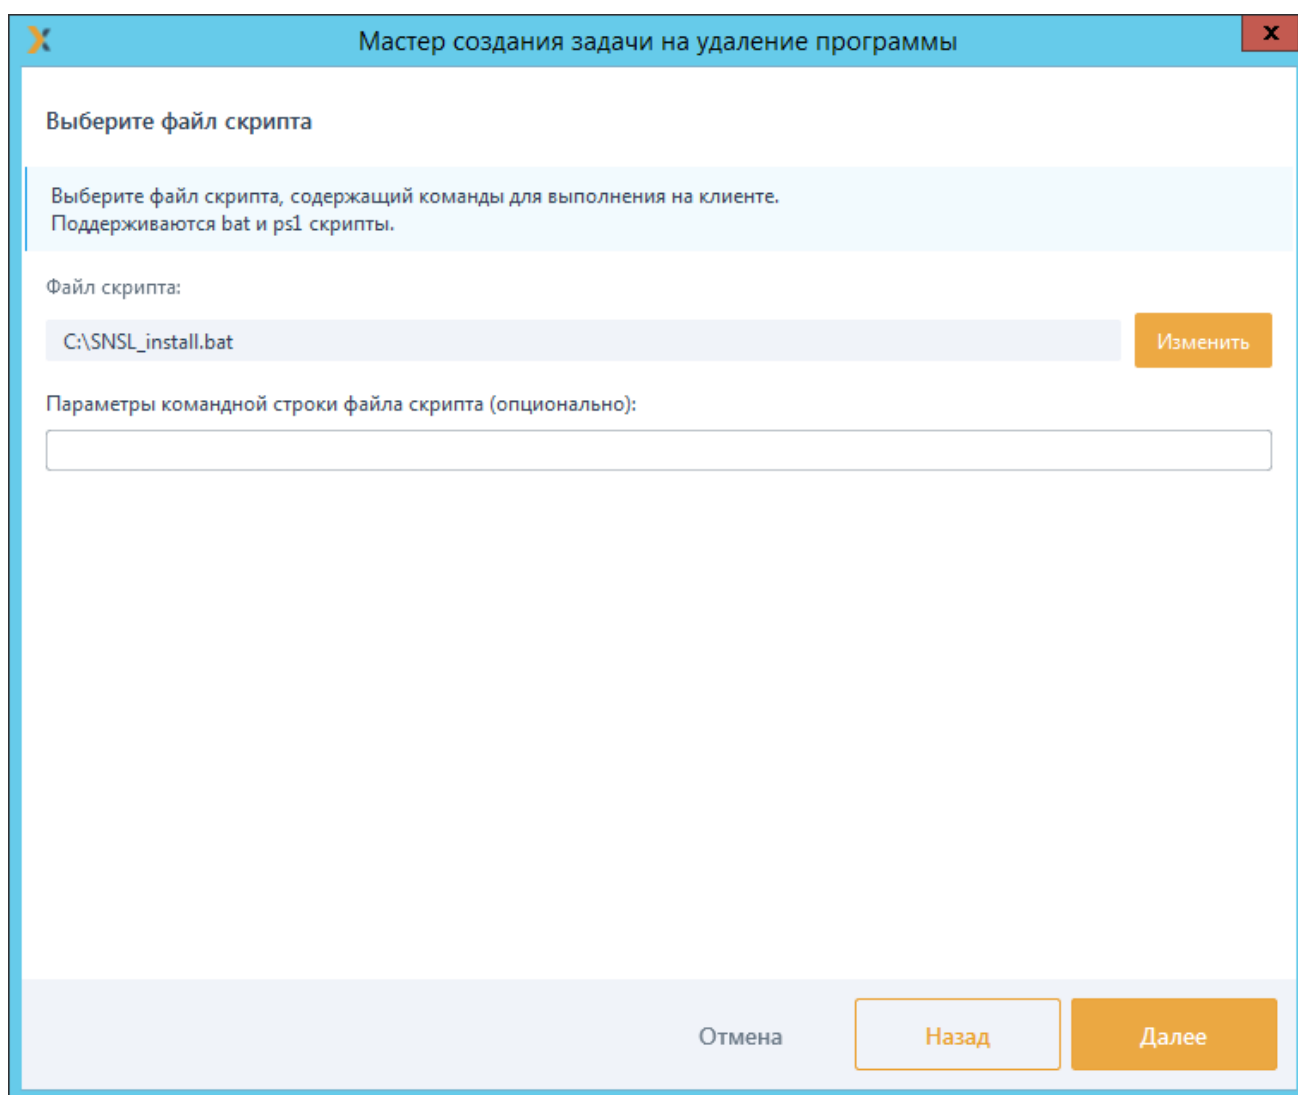 Мастер создания задачи на удаление программы
x
Выберите файл скрипта
Выберите файл скрипта, содержащий команды для выполнения на клиенте.
Поддерживаются bat и ps1 скрипты.
Файл скрипта:
C:\SNSL_install.bat
Изменить
Параметры командной строки файла скрипта (опционально):
Отмена
Назад
Далее